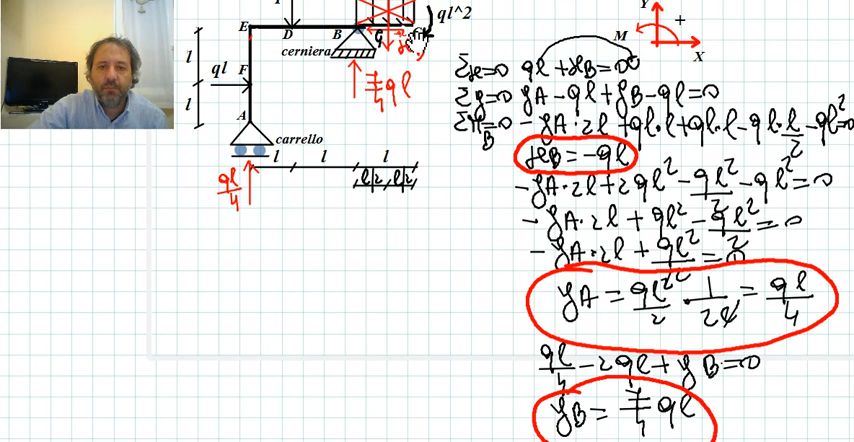 ql^2
E
D
B
G
cerniera
l
ql
F
7/4 ql
l
A
carrello
l l l
l/2 l/2
ql/4
Y
+
M
X
Σx=0 ql + xB = 0
Σy=0 yA - ql + yB - ql = 0
ΣM_B=0 - yA·2l + ql·l + ql·l - ql·l/2 - ql²=0
xB = -ql
- yA·2l + 2ql² - ql²/2 - ql² = 0
- yA·2l + ql² - ql²/2 = 0
- yA·2l + ql²/2 = 0
yA = ql²/2 · 1/2l = ql/4
ql/4 - 2ql + yB = 0
yB = 7/4 ql